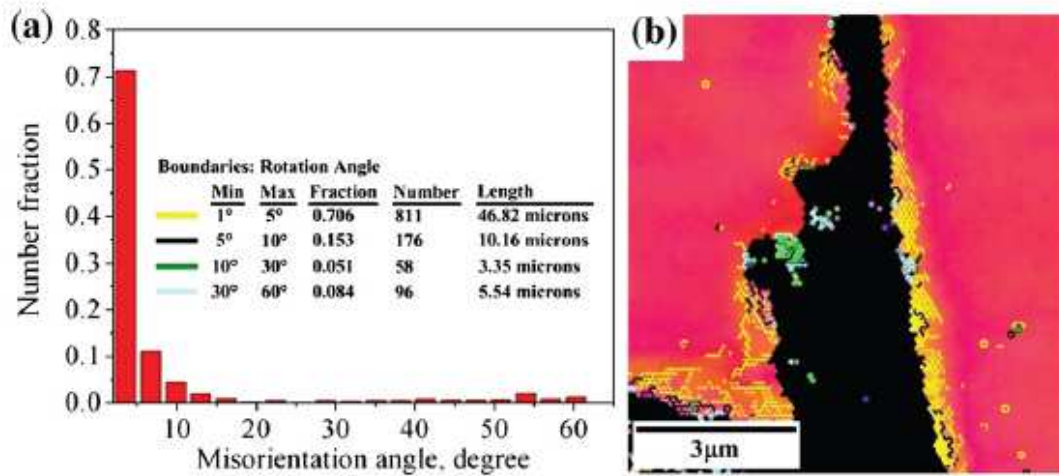 (a)
0.8
0.7
0.6
0.5
0.4
0.3
0.2
0.1
0.0
Number fraction
Boundaries: Rotation Angle
Min Max Fraction Number Length
1° 5° 0.706 811 46.82 microns
5° 10° 0.153 176 10.16 microns
10° 30° 0.051 58 3.35 microns
30° 60° 0.084 96 5.54 microns
10 20 30 40 50 60
Misorientation angle, degree
(b)
3μm